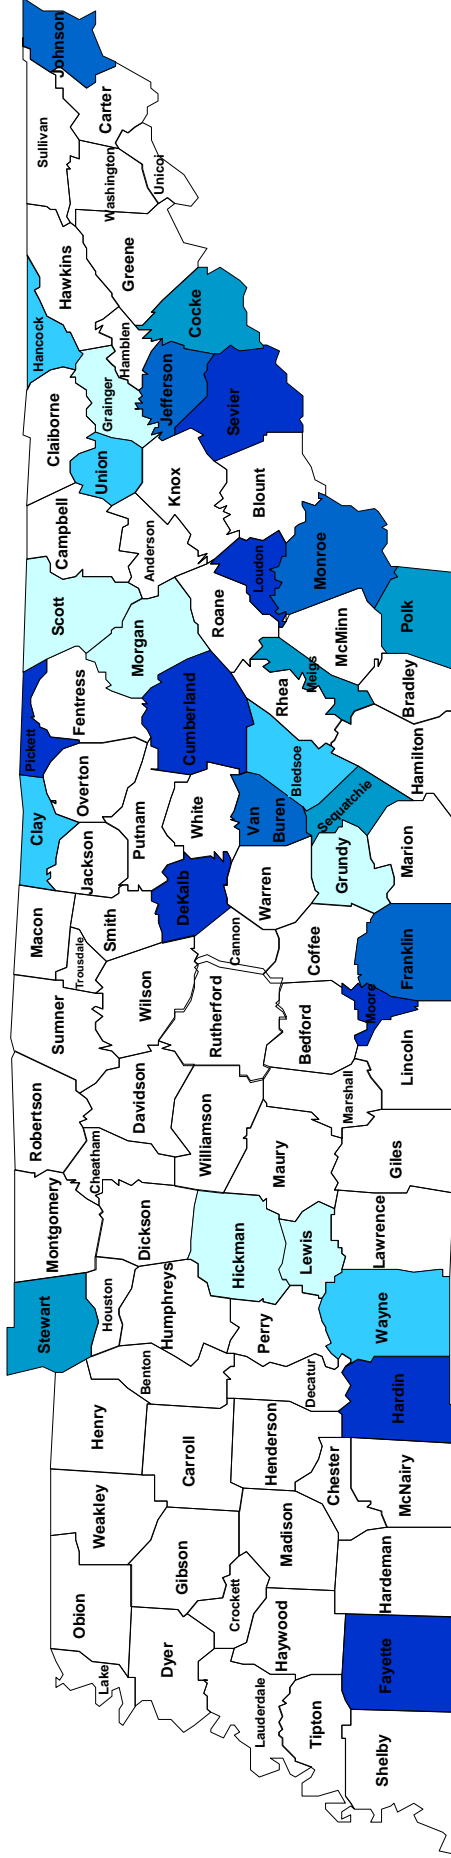 Johnson
Carter
Sullivan
Washington
Unicoi
Hawkins
Greene
Hancock
Hamblen
Cocke
Grainger
Jefferson
Claiborne
Sevier
Union
Knox
Campbell
Anderson
Blount
Loudon
Monroe
Scott
Morgan
Roane
McMinn
Polk
Pickett
Fentress
Cumberland
Rhea
Meigs
Bradley
Clay
Overton
Putnam
White
Van
Buren
Bledsoe
Sequatchie
Hamilton
Jackson
DeKalb
Warren
Grundy
Marion
Macon
Trousdale
Smith
Cannon
Coffee
Franklin
Sumner
Wilson
Rutherford
Bedford
Moore
Lincoln
Robertson
Cheatham
Davidson
Williamson
Maury
Marshall
Giles
Montgomery
Dickson
Hickman
Lewis
Lawrence
Stewart
Houston
Humphreys
Perry
Wayne
Benton
Decatur
Hardin
Henry
Carroll
Henderson
Chester
McNairy
Weakley
Gibson
Madison
Hardeman
Obion
Crockett
Haywood
Fayette
Lake
Dyer
Lauderdale
Tipton
Shelby